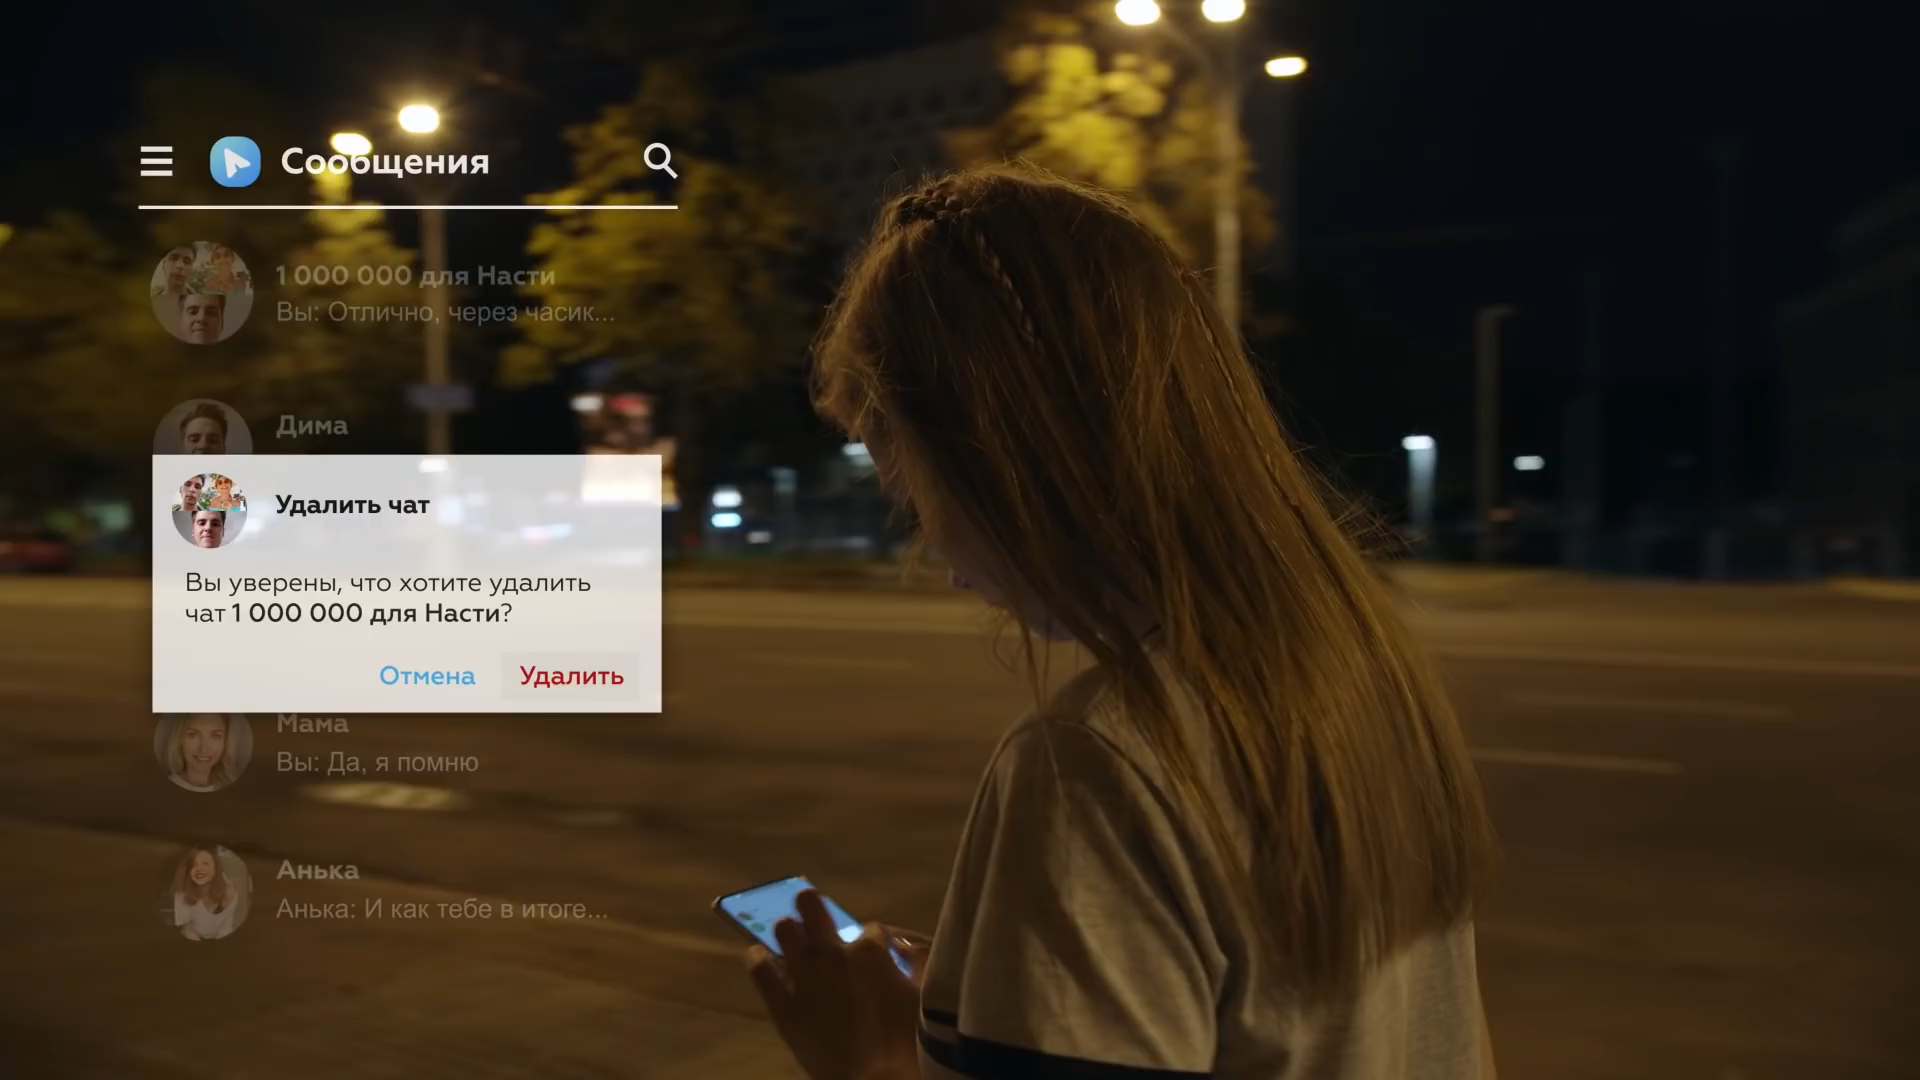 Сообщения
1 000 000 для Насти
Вы: Отлично, через часик...
Дима
Удалить чат
Вы уверены, что хотите удалить
чат 1 000 000 для Насти?
Отмена
Удалить
Мама
Вы: Да, я помню
Анька
Анька: И как тебе в итоге...